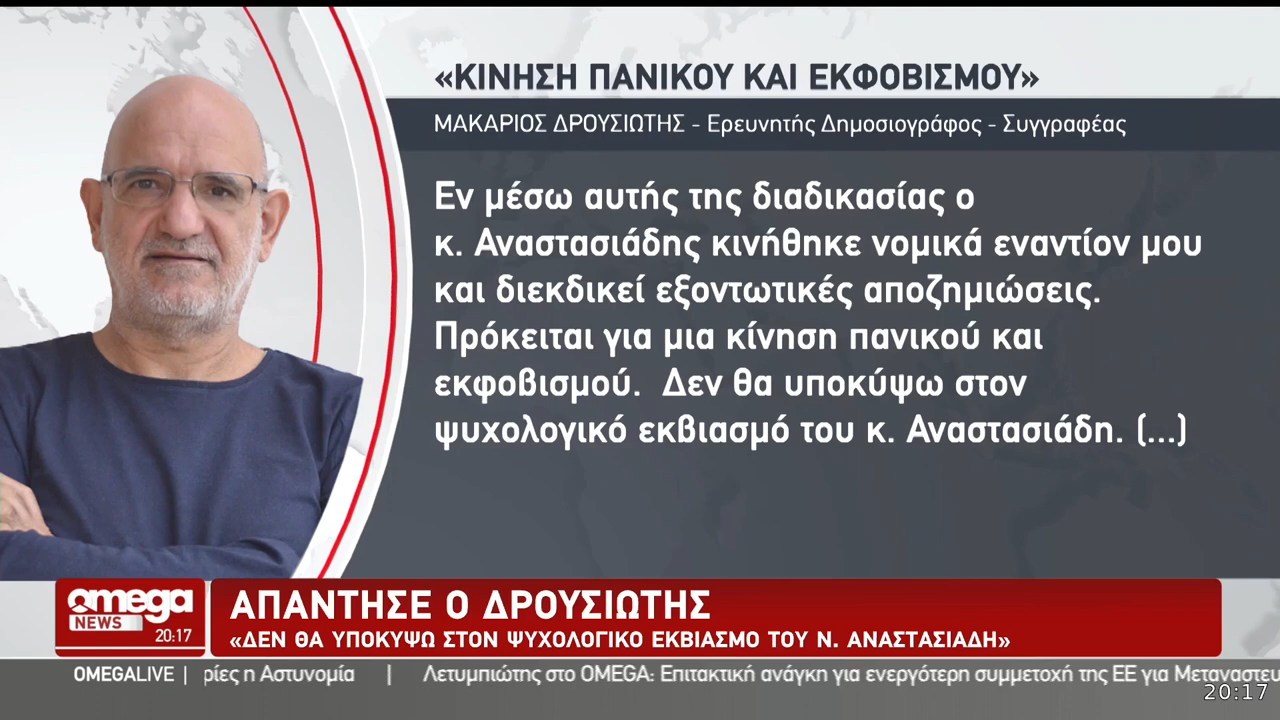 «ΚΙΝΗΣΗ ΠΑΝΙΚΟΥ ΚΑΙ ΕΚΦΟΒΙΣΜΟΥ»
ΜΑΚΑΡΙΟΣ ΔΡΟΥΣΙΩΤΗΣ - Ερευνητής Δημοσιογράφος - Συγγραφέας
Εν μέσω αυτής της διαδικασίας ο
κ. Αναστασιάδης κινήθηκε νομικά εναντίον μου
και διεκδικεί εξοντωτικές αποζημιώσεις.
Πρόκειται για μια κίνηση πανικού και
εκφοβισμού. Δεν θα υποκύψω στον
ψυχολογικό εκβιασμό του κ. Αναστασιάδη. (...)
omega
NEWS
20:17
ΑΠΑΝΤΗΣΕ Ο ΔΡΟΥΣΙΩΤΗΣ
«ΔΕΝ ΘΑ ΥΠΟΚΥΨΩ ΣΤΟΝ ΨΥΧΟΛΟΓΙΚΟ ΕΚΒΙΑΣΜΟ ΤΟΥ Ν. ΑΝΑΣΤΑΣΙΑΔΗ»
OMEGALIVE | ρίες η Αστυνομία | Λετυμπιώτης στο OMEGA: Επιτακτική ανάγκη για ενεργότερη συμμετοχή της ΕΕ για Μεταναστευ
20:17